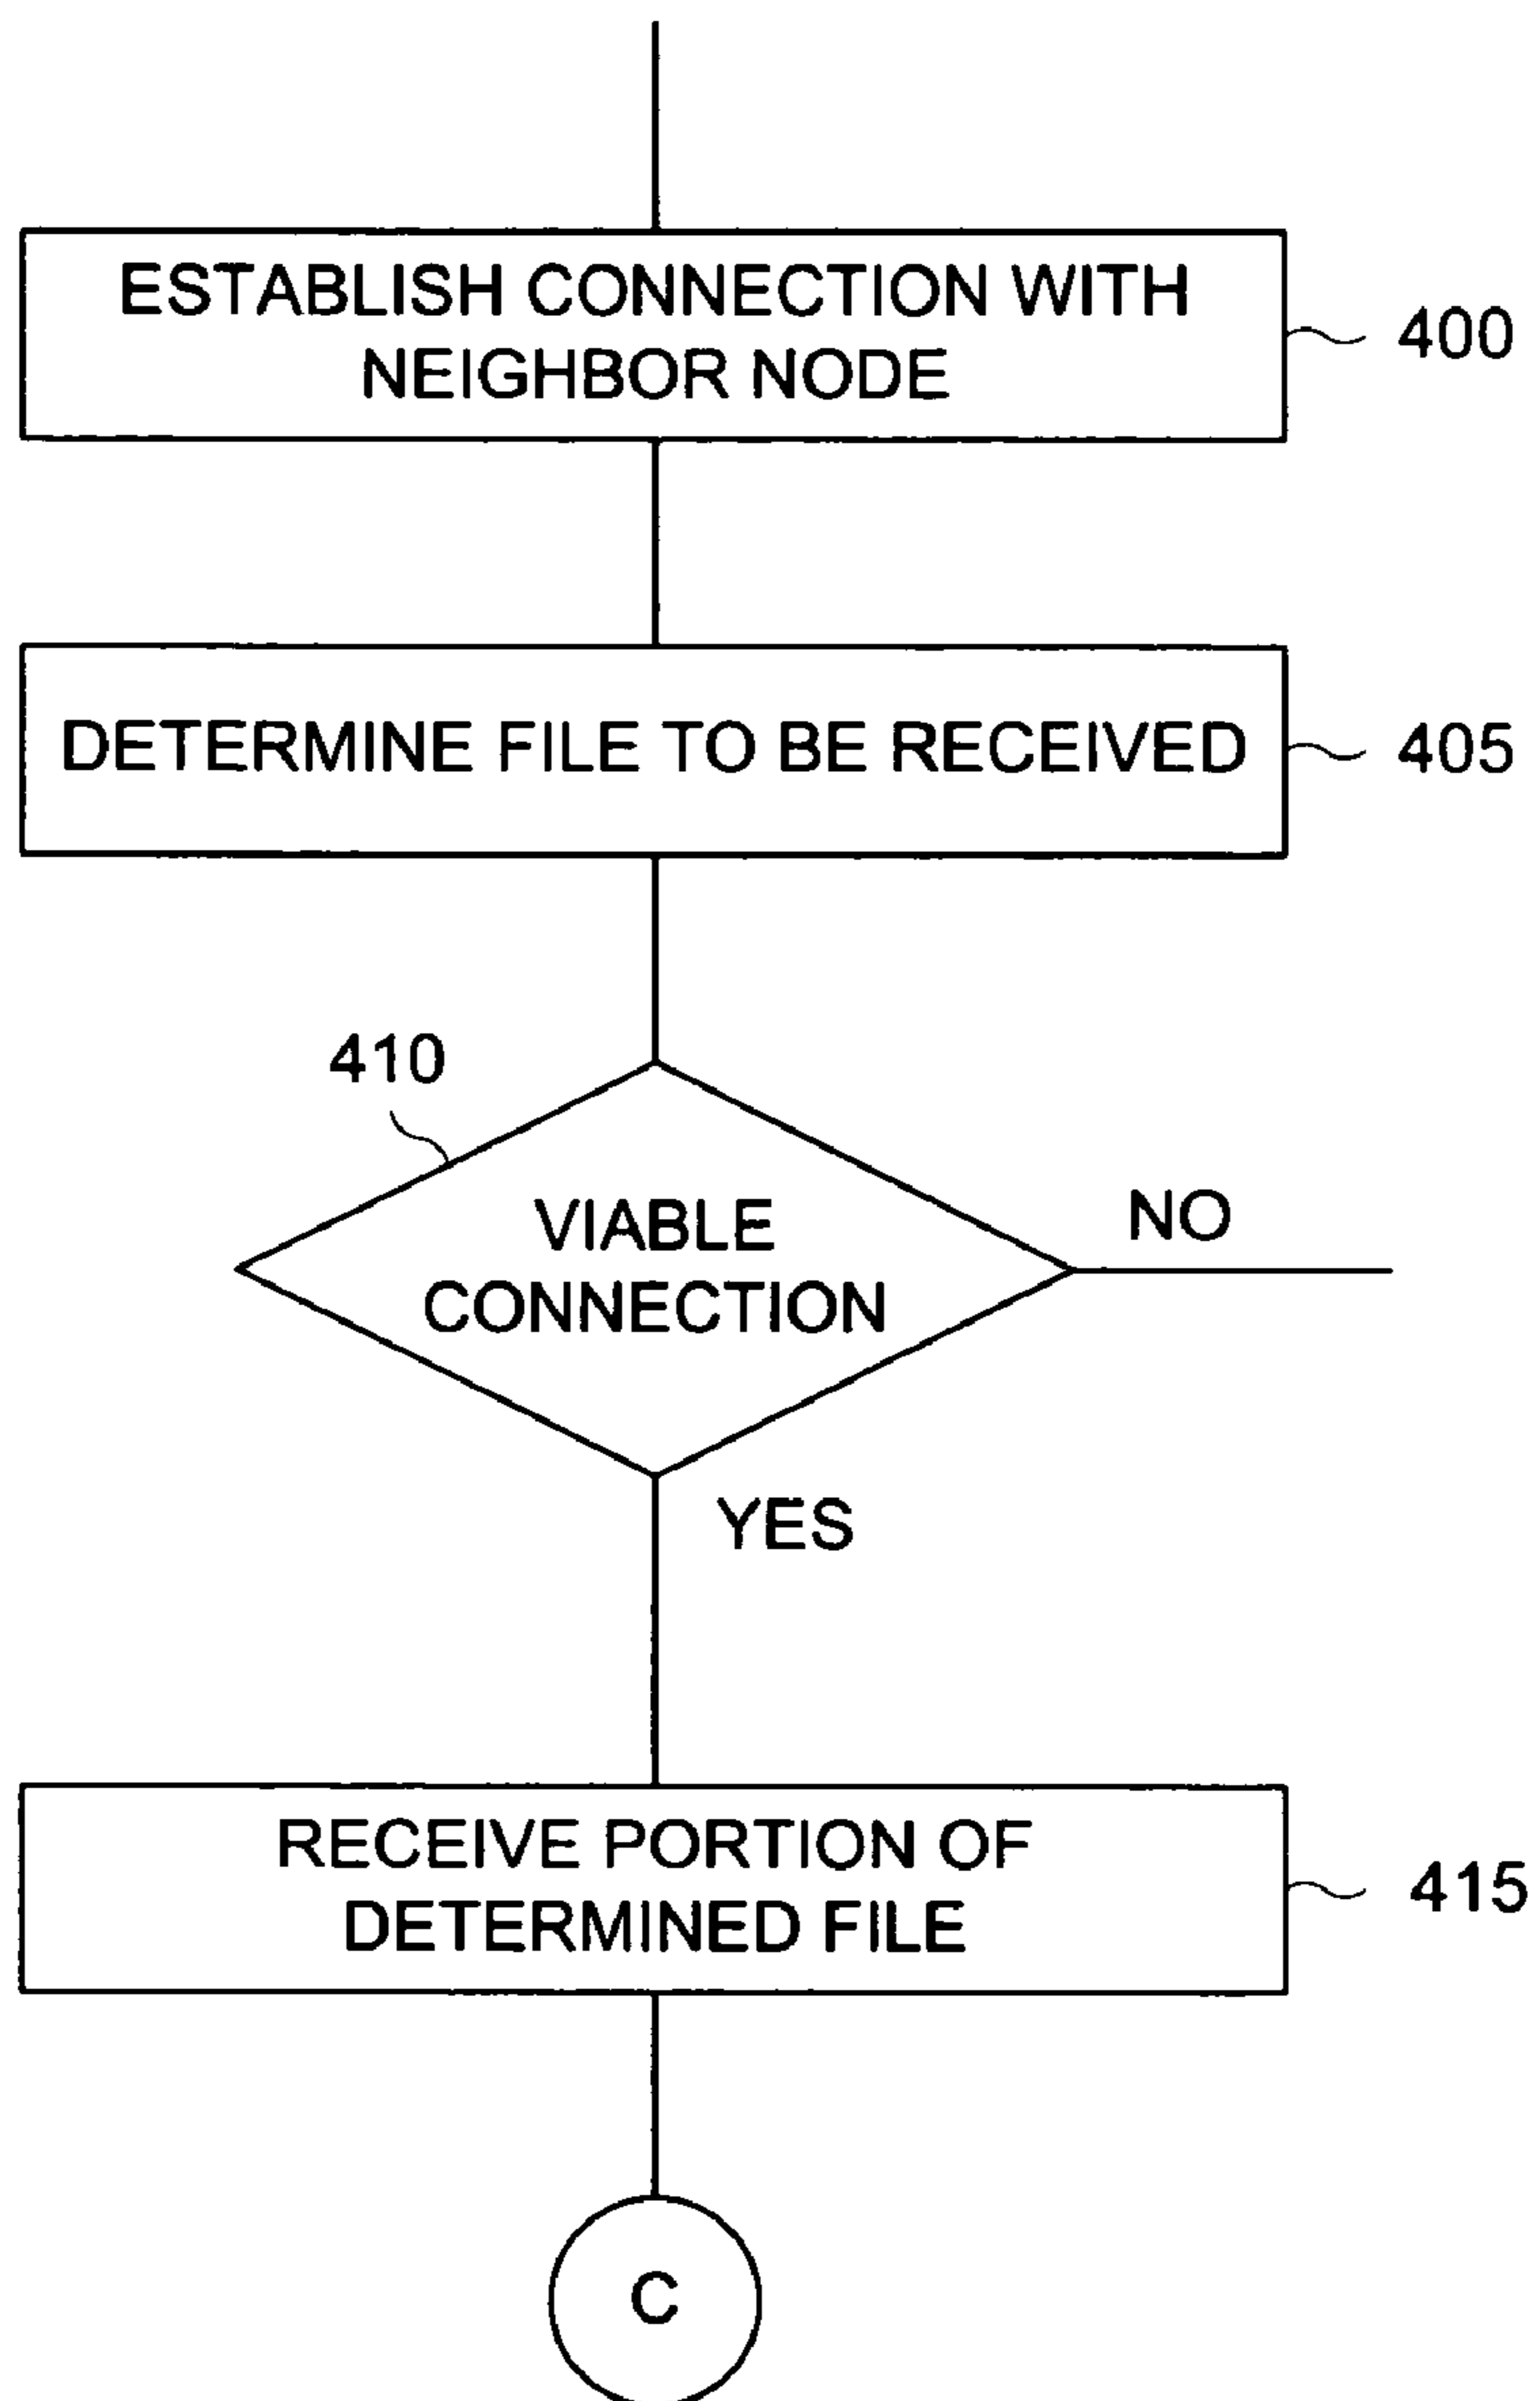 ESTABLISH CONNECTION WITH
NEIGHBOR NODE
400
DETERMINE FILE TO BE RECEIVED
405
410
VIABLE
CONNECTION
NO
YES
RECEIVE PORTION OF
DETERMINED FILE
415
C